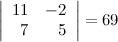 | 11 −2 |
| 7 5 | = 69